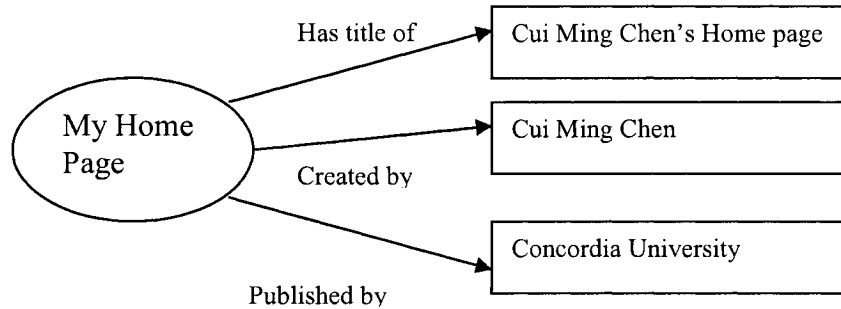 Has title of
Cui Ming Chen's Home page
My Home
Page
Cui Ming Chen
Created by
Concordia University
Published by